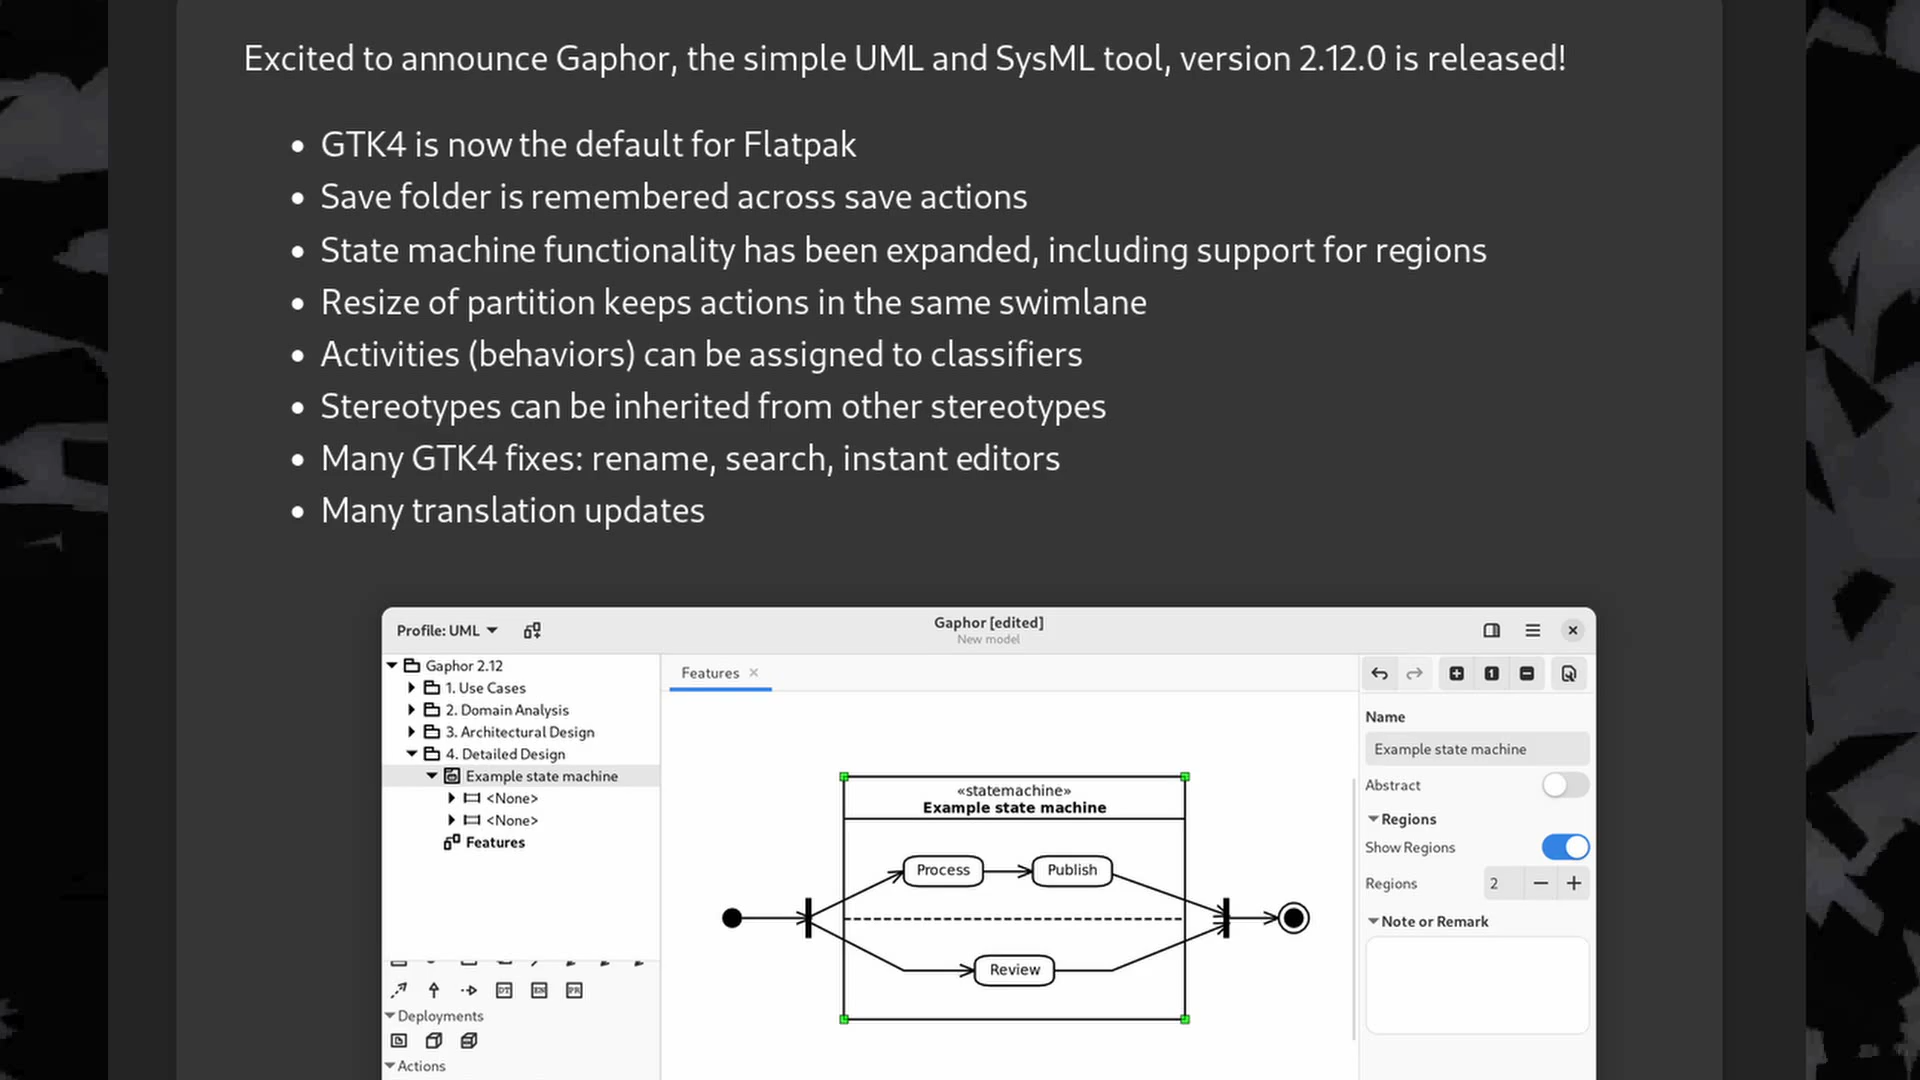 Excited to announce Gaphor, the simple UML and SysML tool, version 2.12.0 is released!
• GTK4 is now the default for Flatpak
• Save folder is remembered across save actions
• State machine functionality has been expanded, including support for regions
• Resize of partition keeps actions in the same swimlane
• Activities (behaviors) can be assigned to classifiers
• Stereotypes can be inherited from other stereotypes
• Many GTK4 fixes: rename, search, instant editors
• Many translation updates
Profile: UML
Gaphor [edited]
New model
Gaphor 2.12
1. Use Cases
2. Domain Analysis
3. Architectural Design
4. Detailed Design
Example state machine
<None>
<None>
Features
DT EN PR
Deployments
Actions
Features
«statemachine»
Example state machine
Process
Publish
Review
1
Name
Example state machine
Abstract
Regions
Show Regions
Regions 2 − +
Note or Remark